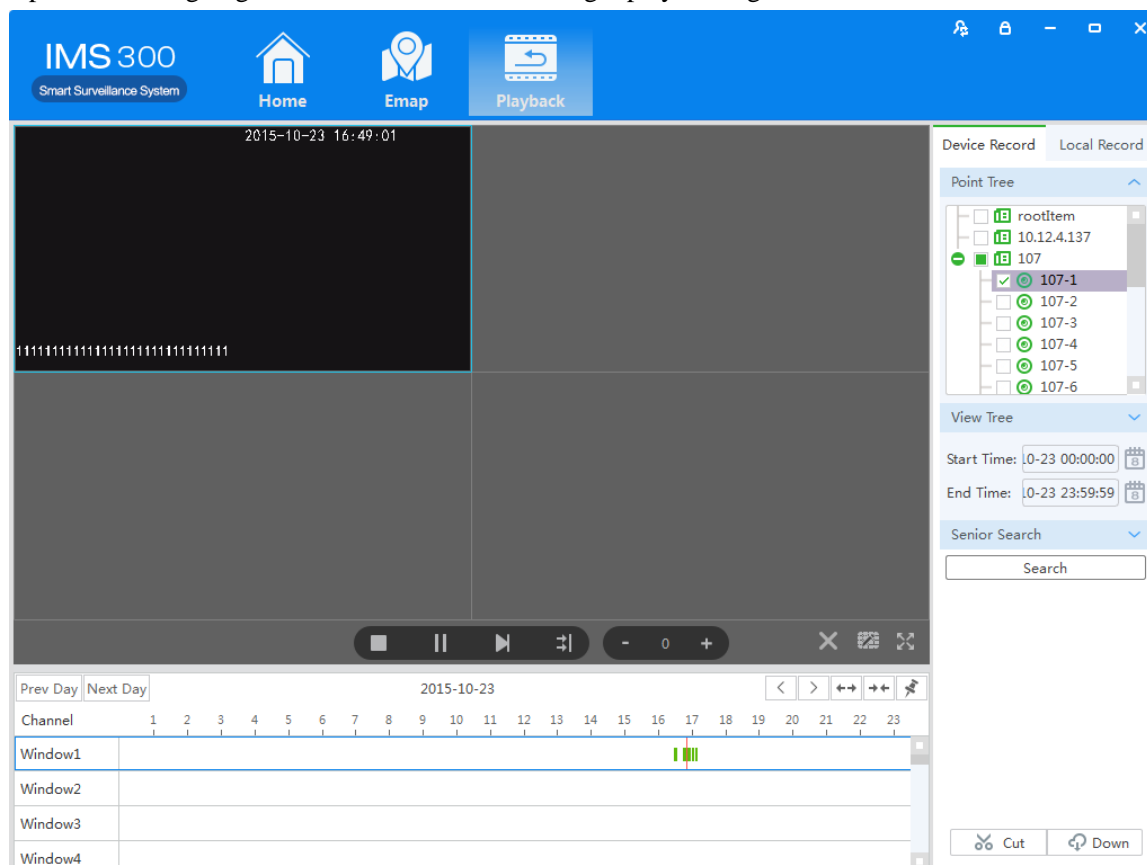 IMS 300
Smart Surveillance System
Home
Emap
Playback
2015-10-23 16:49:01
Device Record
Local Record
Point Tree
rootItem
10.12.4.137
107
107-1
107-2
107-3
107-4
107-5
107-6
View Tree
Start Time: 0-23 00:00:00
End Time: 0-23 23:59:59
Senior Search
Search
- 0 +
Prev Day Next Day 2015-10-23
Channel 1 2 3 4 5 6 7 8 9 10 11 12 13 14 15 16 17 18 19 20 21 22 23
Window1
Window2
Window3
Window4
Cut
Down